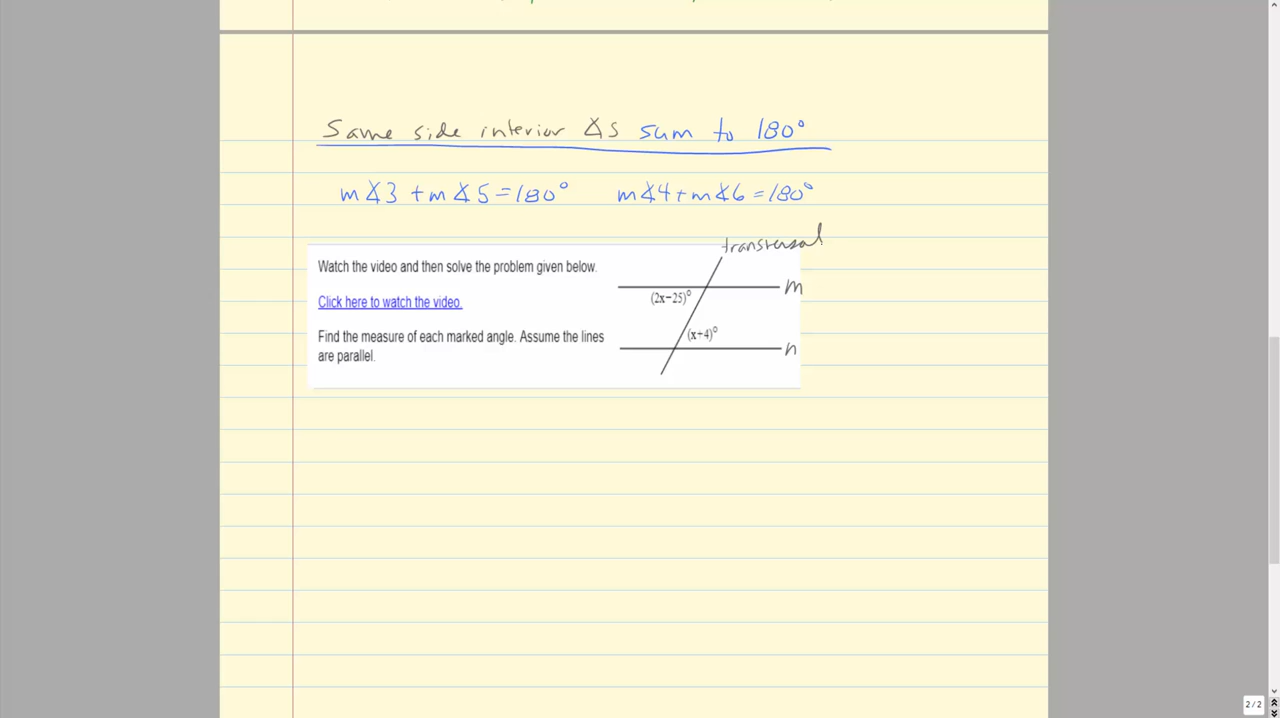 Same side interior ∡s sum to 180°
m∡3 + m∡5 = 180° m∡4 + m∡6 = 180°
transversal
Watch the video and then solve the problem given below.
m
(2x−25)°
Click here to watch the video.
Find the measure of each marked angle. Assume the lines
are parallel.
(x+4)°
n
2 / 2